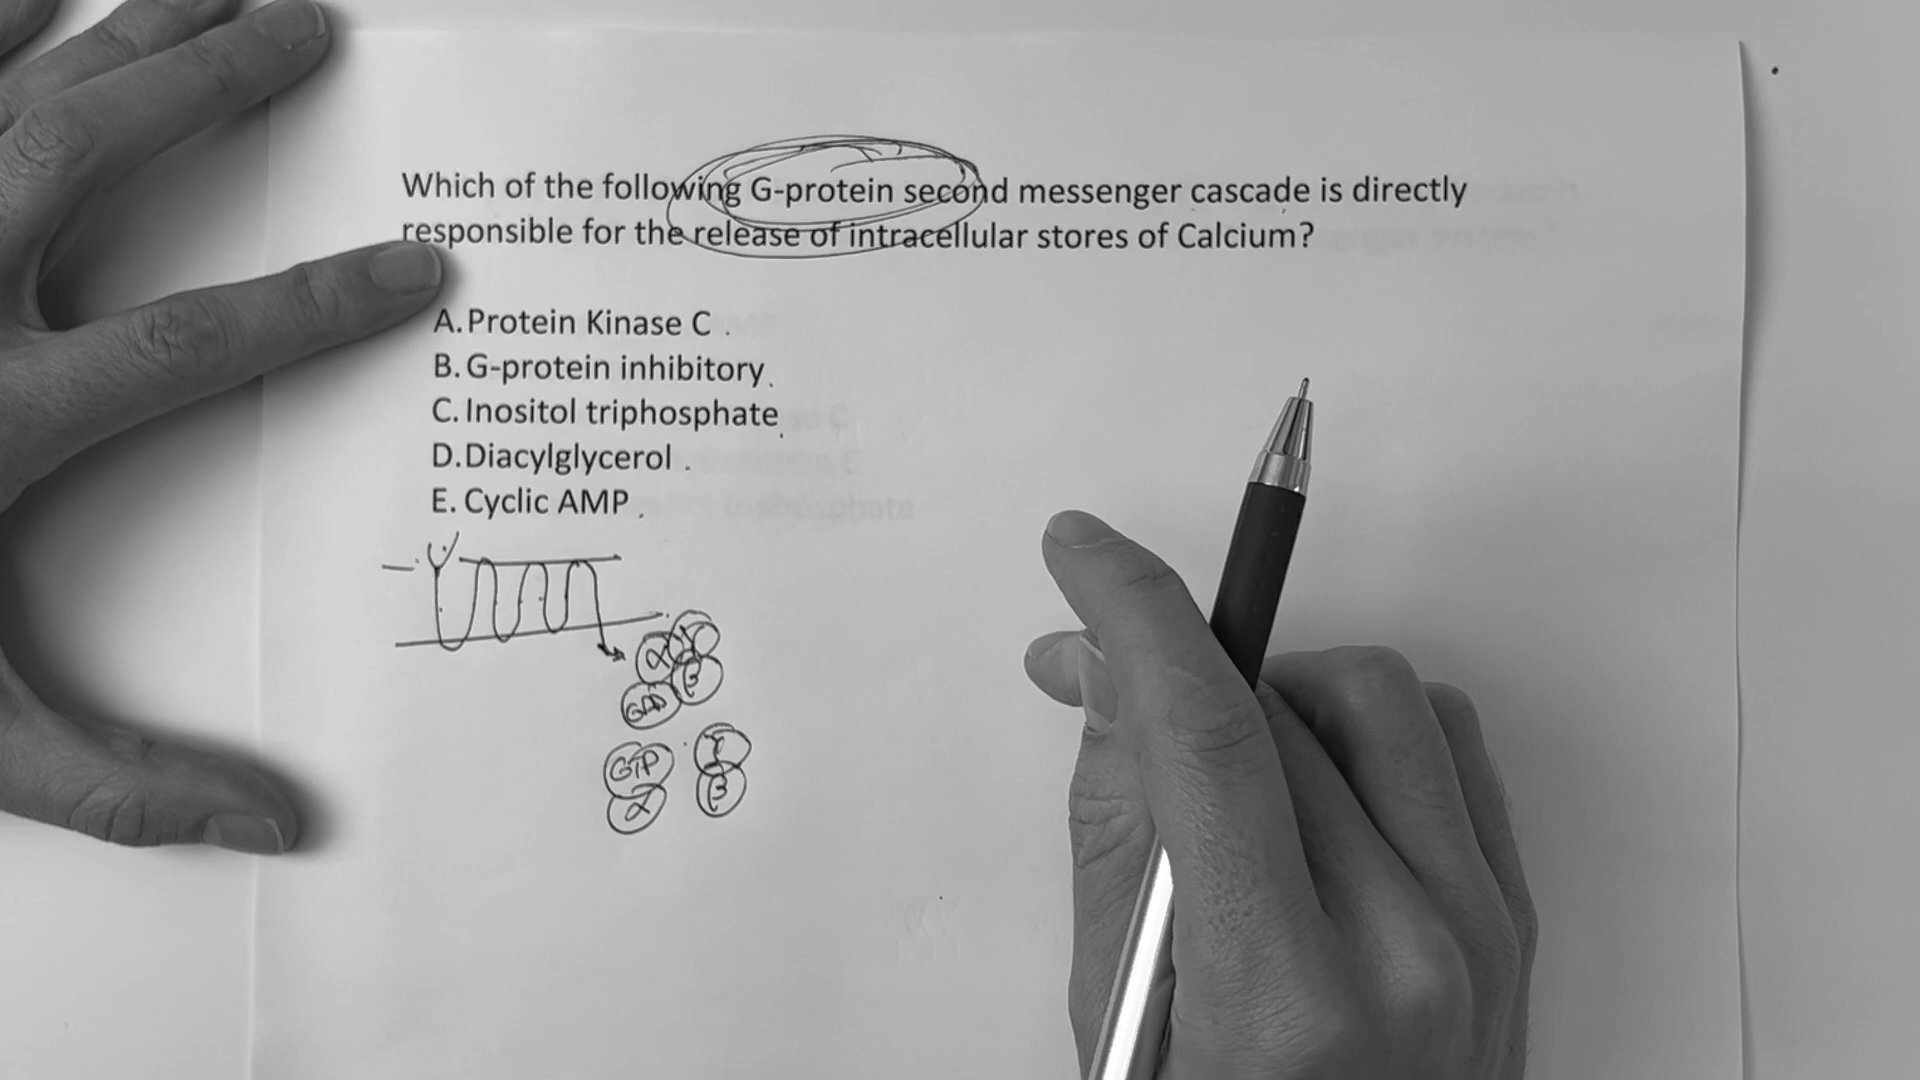 Which of the following G-protein second messenger cascade is directly
responsible for the release of intracellular stores of Calcium?
A. Protein Kinase C
B. G-protein inhibitory
C. Inositol triphosphate
D. Diacylglycerol
E. Cyclic AMP
α γ
β
GDP
GTP γ
α β